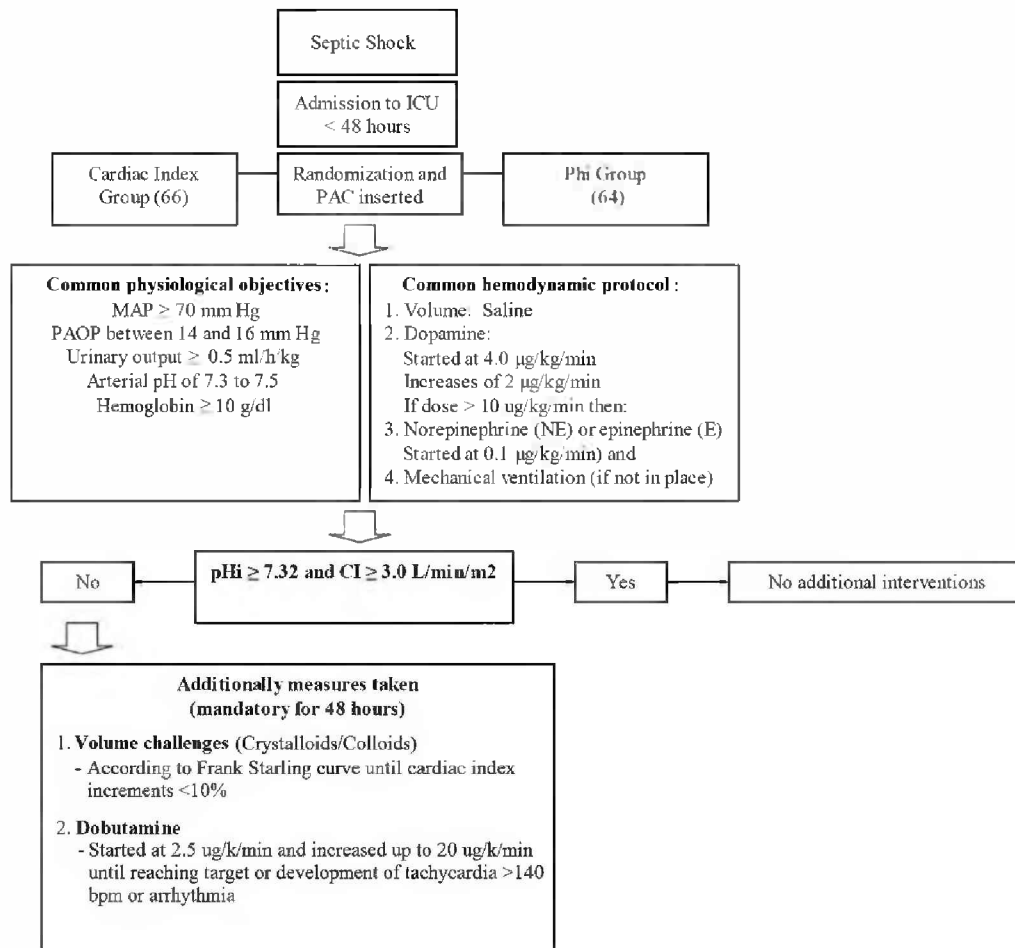 Septic Shock
Admission to ICU
< 48 hours
Cardiac Index
Group (66)
Randomization and
PAC inserted
Phi Group
(64)
Common physiological objectives:
MAP ≥ 70 mm Hg
PAOP between 14 and 16 mm Hg
Urinary output ≥ 0.5 ml/h/kg
Arterial pH of 7.3 to 7.5
Hemoglobin ≥ 10 g/dl
Common hemodynamic protocol :
1. Volume: Saline
2. Dopamine:
Started at 4.0 µg/kg/min
Increases of 2 µg/kg/min
If dose > 10 ug/kg/min then:
3. Norepinephrine (NE) or epinephrine (E)
Started at 0.1 µg/kg/min) and
4. Mechanical ventilation (if not in place)
pHi ≥ 7.32 and CI ≥ 3.0 L/min/m2
No
Yes
No additional interventions
Additionally measures taken
(mandatory for 48 hours)
1. Volume challenges (Crystalloids/Colloids)
- According to Frank Starling curve until cardiac index
increments <10%
2. Dobutamine
- Started at 2.5 ug/k/min and increased up to 20 ug/k/min
until reaching target or development of tachycardia >140
bpm or arrhythmia